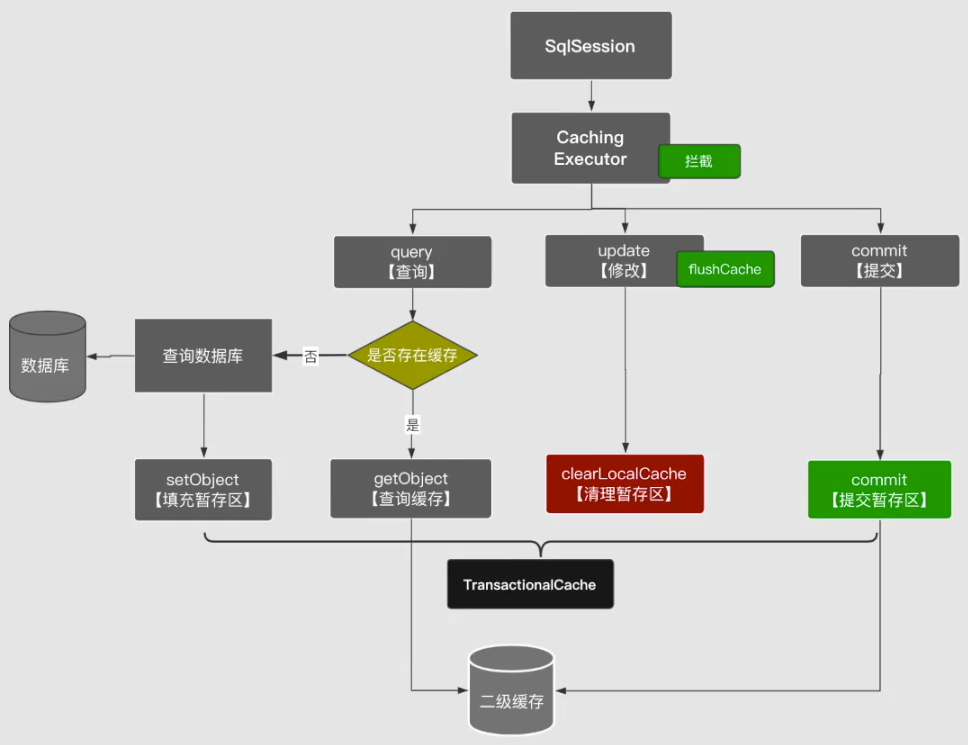 SqlSession
Caching
Executor
拦截
query
【查询】
update
【修改】
flushCache
commit
【提交】
数据库
查询数据库
否
是否存在缓存
是
setObject
【填充暂存区】
getObject
【查询缓存】
clearLocalCache
【清理暂存区】
commit
【提交暂存区】
TransactionalCache
二级缓存